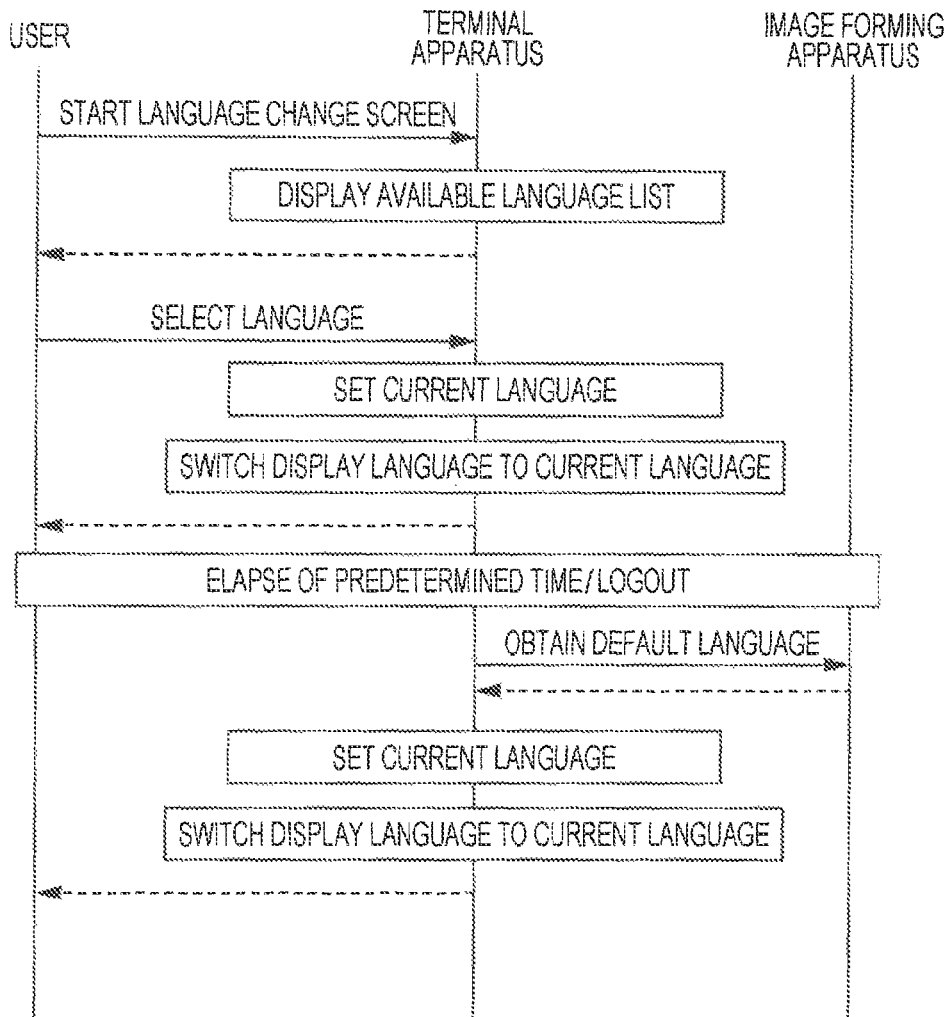 USER
TERMINAL
APPARATUS
IMAGE FORMING
APPARATUS
START LANGUAGE CHANGE SCREEN
DISPLAY AVAILABLE LANGUAGE LIST
SELECT LANGUAGE
SET CURRENT LANGUAGE
SWITCH DISPLAY LANGUAGE TO CURRENT LANGUAGE
ELAPSE OF PREDETERMINED TIME/LOGOUT
OBTAIN DEFAULT LANGUAGE
SET CURRENT LANGUAGE
SWITCH DISPLAY LANGUAGE TO CURRENT LANGUAGE